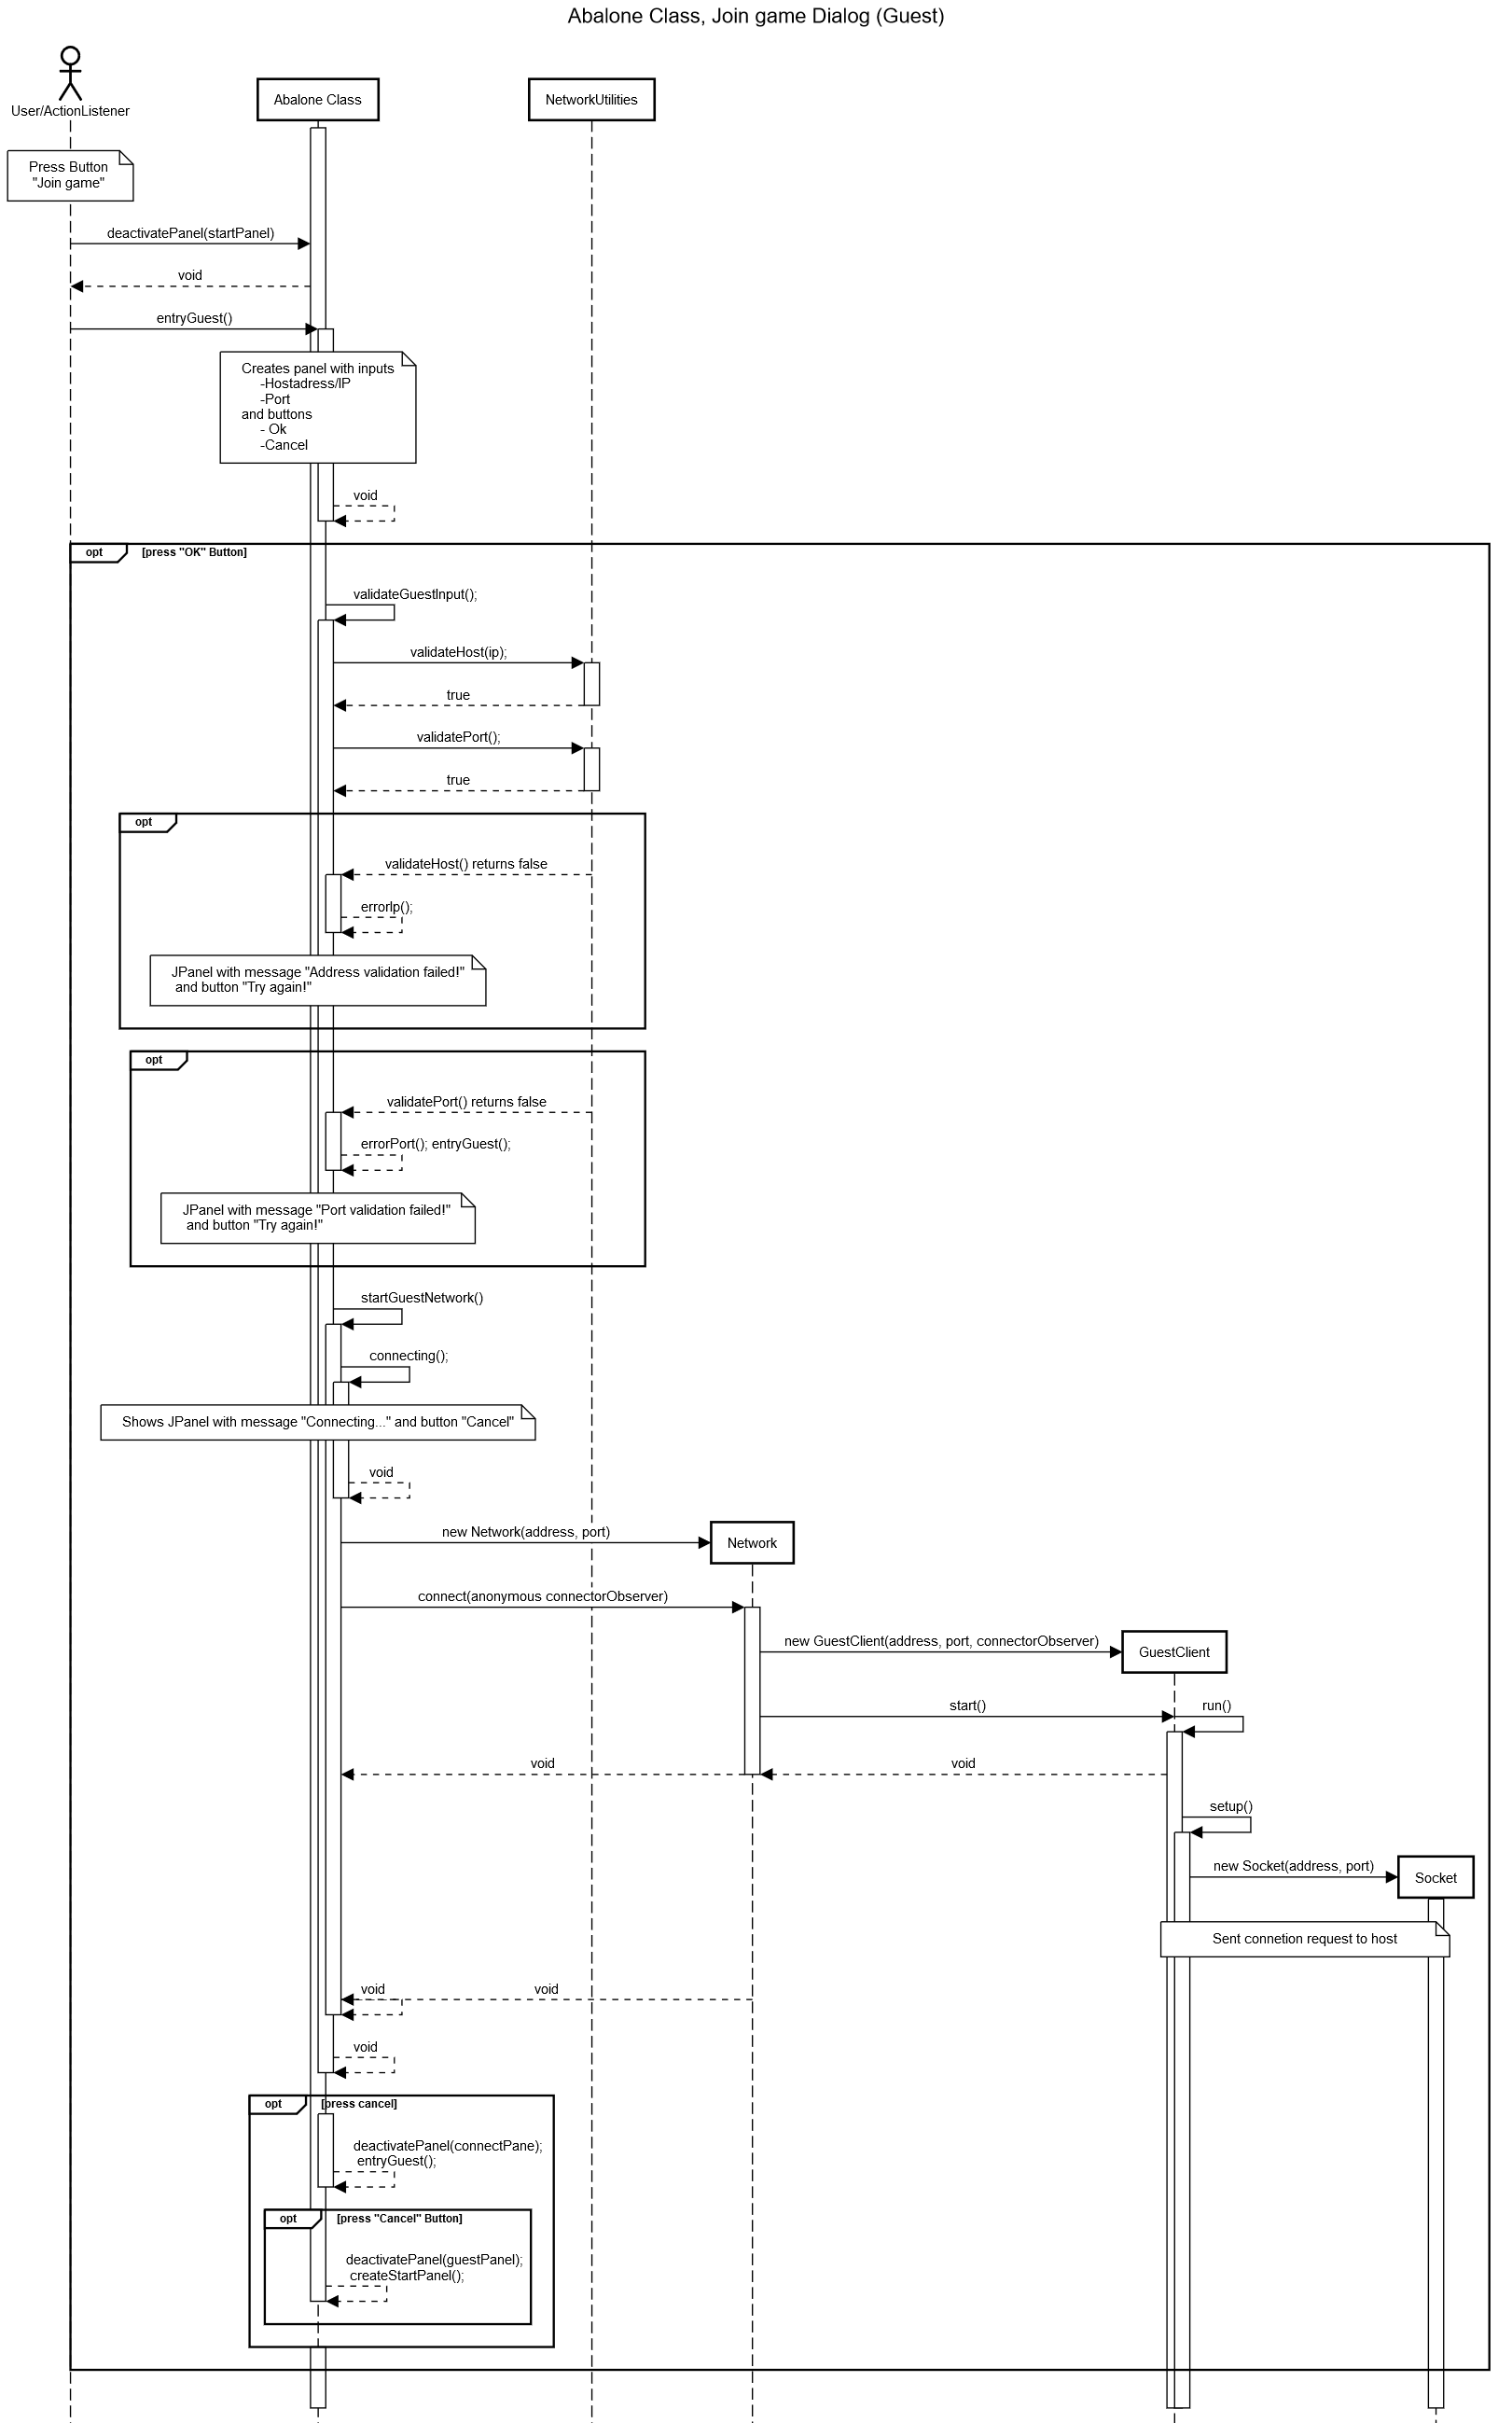 Abalone Class, Join game Dialog (Guest)
User/ActionListener
Abalone Class
NetworkUtilities
Press Button
"Join game"
deactivatePanel(startPanel)
void
entryGuest()
Creates panel with inputs
-Hostadress/IP
-Port
and buttons
- Ok
-Cancel
void
opt
[press "OK" Button]
validateGuestInput();
validateHost(ip);
true
validatePort();
true
opt
validateHost() returns false
errorIp();
JPanel with message "Address validation failed!"
and button "Try again!"
opt
validatePort() returns false
errorPort(); entryGuest();
JPanel with message "Port validation failed!"
and button "Try again!"
startGuestNetwork()
connecting();
Shows JPanel with message "Connecting..." and button "Cancel"
void
new Network(address, port)
Network
connect(anonymous connectorObserver)
new GuestClient(address, port, connectorObserver)
GuestClient
start()
run()
void
void
setup()
new Socket(address, port)
Socket
Sent connetion request to host
void
void
void
opt
[press cancel]
deactivatePanel(connectPane);
entryGuest();
opt
[press "Cancel" Button]
deactivatePanel(guestPanel);
createStartPanel();